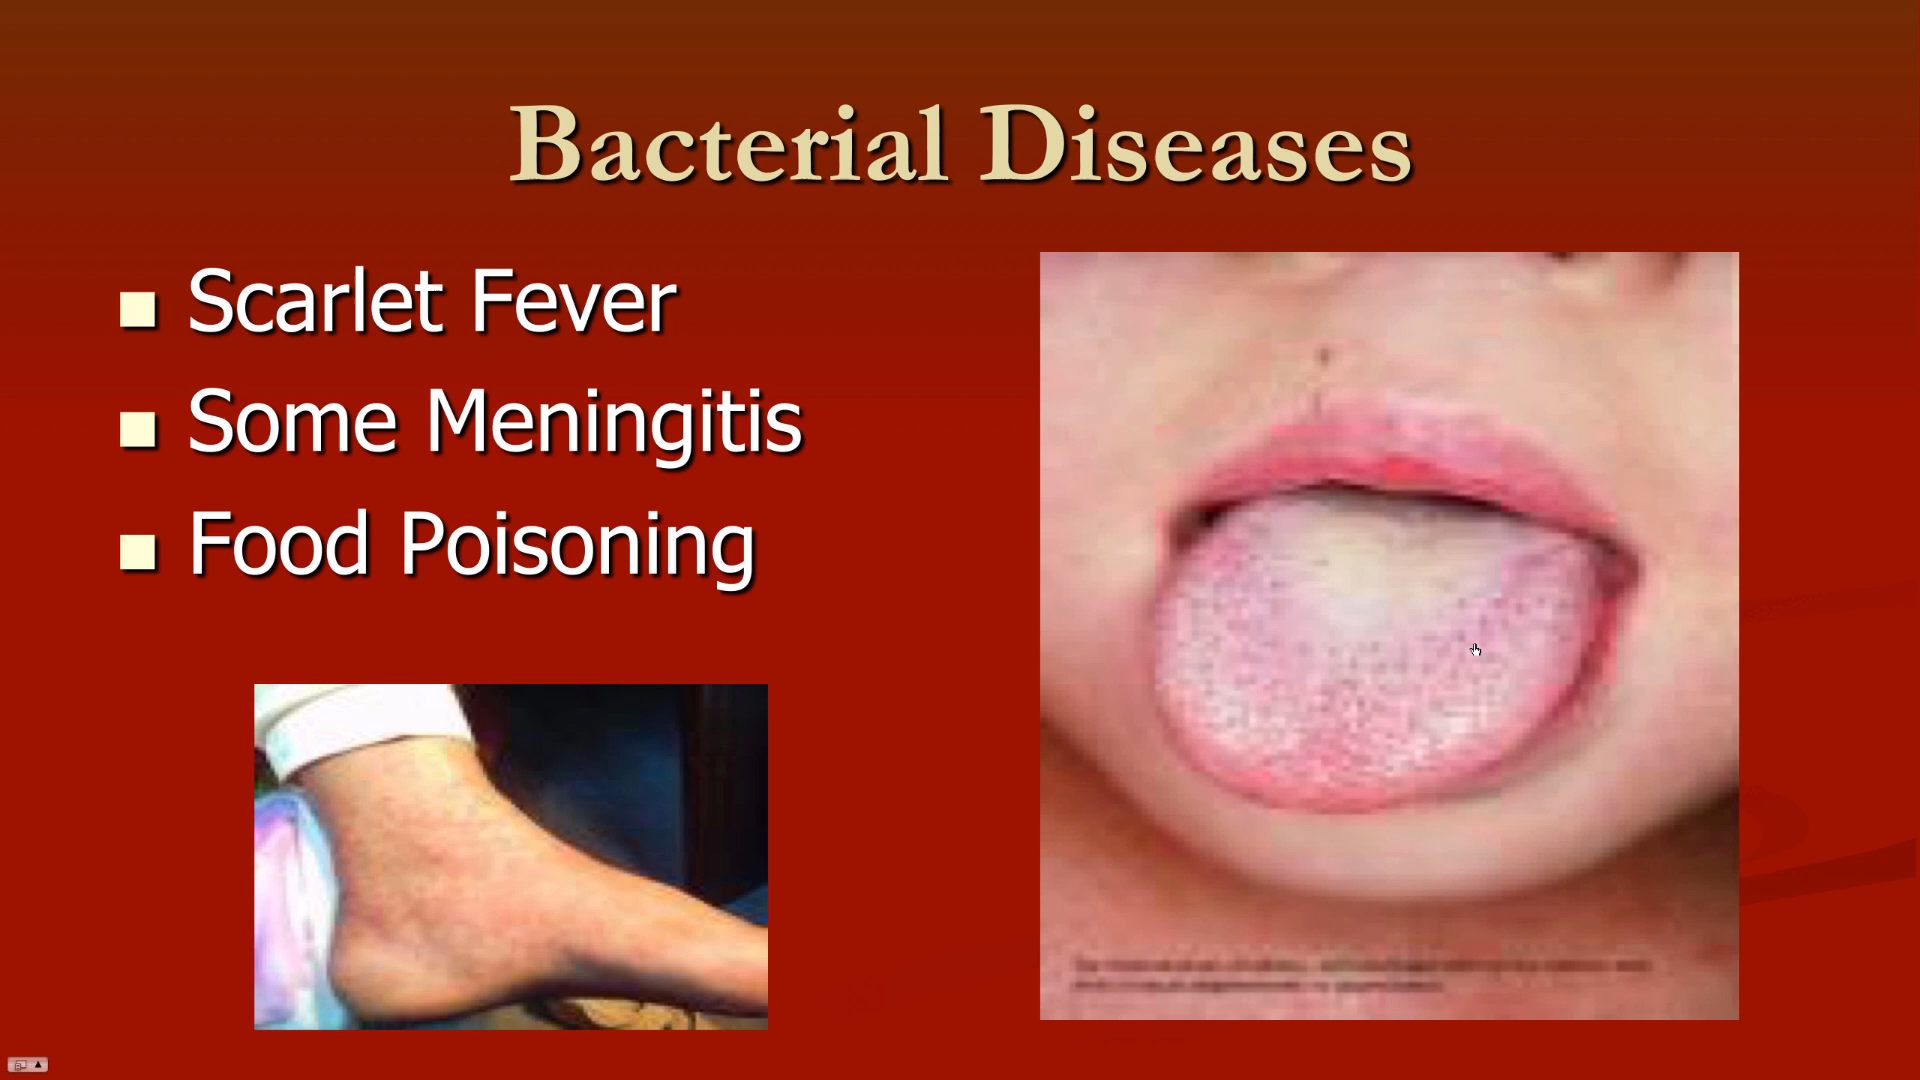 Bacterial Diseases
Scarlet Fever
Some Meningitis
Food Poisoning